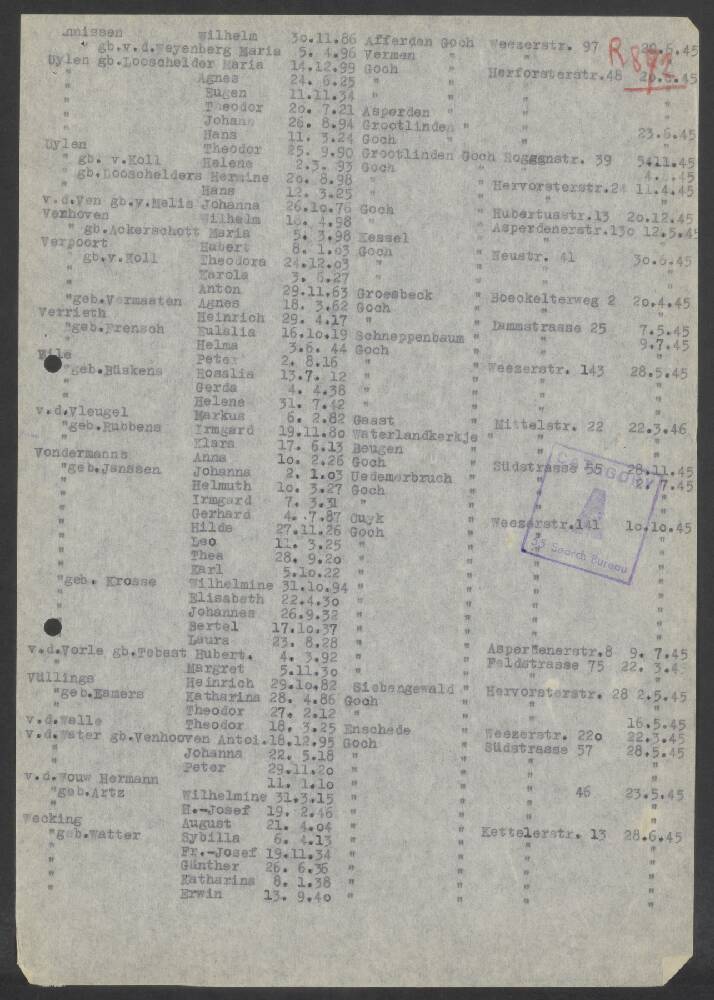 nnissen Wilhelm 30.11.86 Afferden Goch Weezerstr. 97 29.6.45
" gb.v.d.Weyenberg Maria 5. 4.96 Vermen " " "
Uylen gb.Looschelder Maria 14.12.99 Goch " Herforsterstr.48 20.6.45
" Agnes 24. 6.25 " " " "
" Eugen 11.11.34 " " " "
" Theodor 20. 7.21 Asperden " " "
" Johann 26. 8.94 Grootlinden " " "
" Hans 11. 3.24 Goch " " 23.6.45
Uylen Theodor 25. 9.90 Grootlinden Goch Roggenstr. 39 5.11.45
" gb. v.Koll Helene 2.3. 93 Goch " "
" gb.Looschelders Hermine 20. 8.98 " " "
" Hans 12. 3.25 " " Hervorsterstr.2 11.4.45
v.d.Ven gb.v.Melis Johanna 26.10.76 Goch "
Verhoven Wilhelm 18. 4.98 " " Hubertusstr.13 20.12.45
" gb.Ackerschott Maria 5. 3.98 Kessel " Asperdenerstr.130 12.5.45
Verpoort Hubert 8. 1.03 Goch " " "
" gb.v.Koll Theodora 24.12.03 " " Neustr. 41 30.6.45
" Karola 3. 6.27 " " " "
Anton 29.11.63 Groesbeck
"geb.Vermasten Agnes 18. 3.62 Goch " Boeckelterweg 2 20.4.45
Verrieth Heinrich 29. 4.17 " " " "
"geb.Frensch Eulalia 16.10.19 Schneppenbaum " Dammstrasse 25 7.5.45
" Helma 3.6. 44 Goch " " 9.7.45
Peter 2. 8.16 " " "
"geb.Büskens Rosalia 13.7. 12 " " Weezerstr. 143 28.5.45
" Gerda 4. 4.38 " " " "
" Helene 31. 7.42 " " " "
v.d.Vleugel Markus 6. 2.82 Gasst " " "
"geb.Rubbens Irmgard 19.11.80 Waterlandkerkje " Mittelstr. 22 22.3.46
" Klara 17. 6.13 Beugen " " "
Vondermanns Anna 10. 2.26 Goch " " "
"geb.Janssen Johanna 2. 1.03 Uedemerbruch " Südstrasse 55 28.11.45
" Helmuth 10. 3.27 Goch " "
" Irmgard 7. 3.31 " " " "
" Gerhard 4. .7.87 Cuyk " " "
" Hilde 27.11.26 Goch " Weezerstr.141 10.10.45
" Leo 11. 3.25 " " " "
" Thea 28. 9.20 " " " "
" Karl 5.10.22 " " " "
"geb. Krosse Wilhelmine 31.10.94 " " " "
" Elisabeth 22.4.30 " " " "
" Johannes 26.9.32 " " " "
" Bertel 17.10.37 " " " "
" Laura 23. 8.28 " " " "
v.d.Vorle gb.Tebest Hubert. 4. 3.92 " " Asperdenerstr.8 9. 7.45
" Margret 5.11.30 " " Feldstrasse 75 22. 3.4
Vüllings Heinrich 29.10.82 Siebengewald " " "
"geb.Eamers Katharina 28. 4.86 Goch " Hervorsterstr. 28 2.5.45
" Theodor 27. 2.12 " " " "
v.d.Walle Theodor 18. 3.25 Enschede " " 16.5.45
v.d.Water gb.Venhooven Antoi.18.12.95 Goch " Weezerstr. 220 22.3.45
" Johanna 22. 5.18 " " Südstrasse 57 28.5.45
" Peter 29.11.20 " " " "
v.d.Wouw Hermann 11. 1.10 " " " "
"geb.Artz Wilhelmine 31.3.15 " " " 46 23.5.45
" H.-Josef 19. 2.46 " " " "
Wecking August 21. 4.04 " " " "
"geb.Watter Sybilla 6. 4.13 " " Kettelerstr. 13 28.6.45
" Fr.-Josef 19.11.34 " " " "
" Günther 26. 6.36 " " " "
" Katharina 8. 1.38 " " " "
" Erwin 13. 9.40 " " " "
R872
CATEGORY
A
Search Bureau